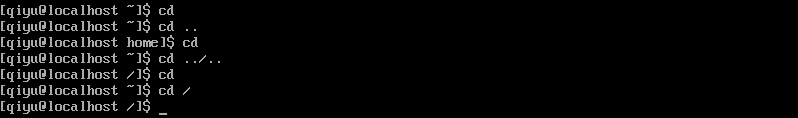 [qiyu@localhost ~]$ cd
[qiyu@localhost ~]$ cd ..
[qiyu@localhost home]$ cd
[qiyu@localhost ~]$ cd ../..
[qiyu@localhost /]$ cd
[qiyu@localhost ~]$ cd /
[qiyu@localhost /]$ _